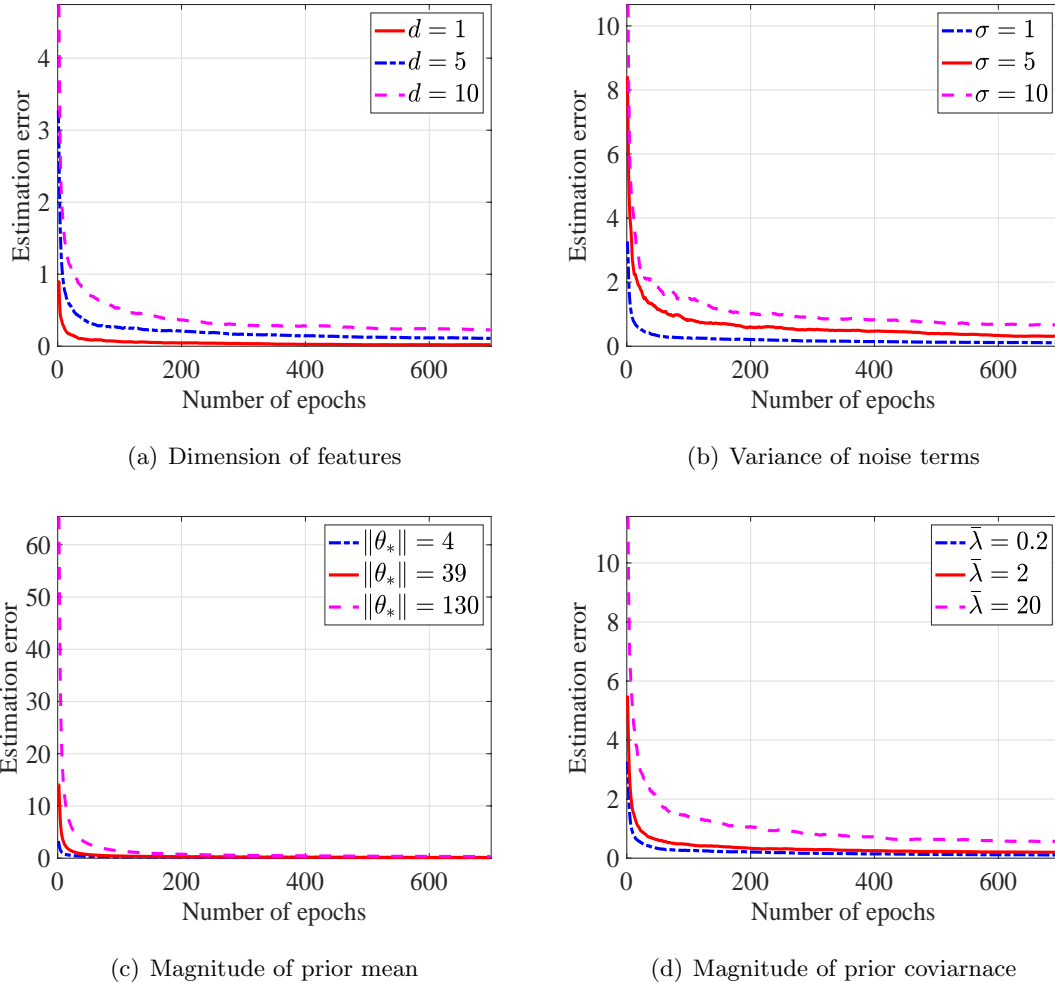 4
3
2
1
0
Estimation error
d = 1
d = 5
d = 10
0 200 400 600
Number of epochs
(a) Dimension of features
10
8
6
4
2
0
Estimation error
σ = 1
σ = 5
σ = 10
0 200 400 600
Number of epochs
(b) Variance of noise terms
60
50
40
30
20
10
0
Estimation error
‖θ∗‖ = 4
‖θ∗‖ = 39
‖θ∗‖ = 130
0 200 400 600
Number of epochs
(c) Magnitude of prior mean
10
8
6
4
2
0
Estimation error
λ̄ = 0.2
λ̄ = 2
λ̄ = 20
0 200 400 600
Number of epochs
(d) Magnitude of prior coviarnace